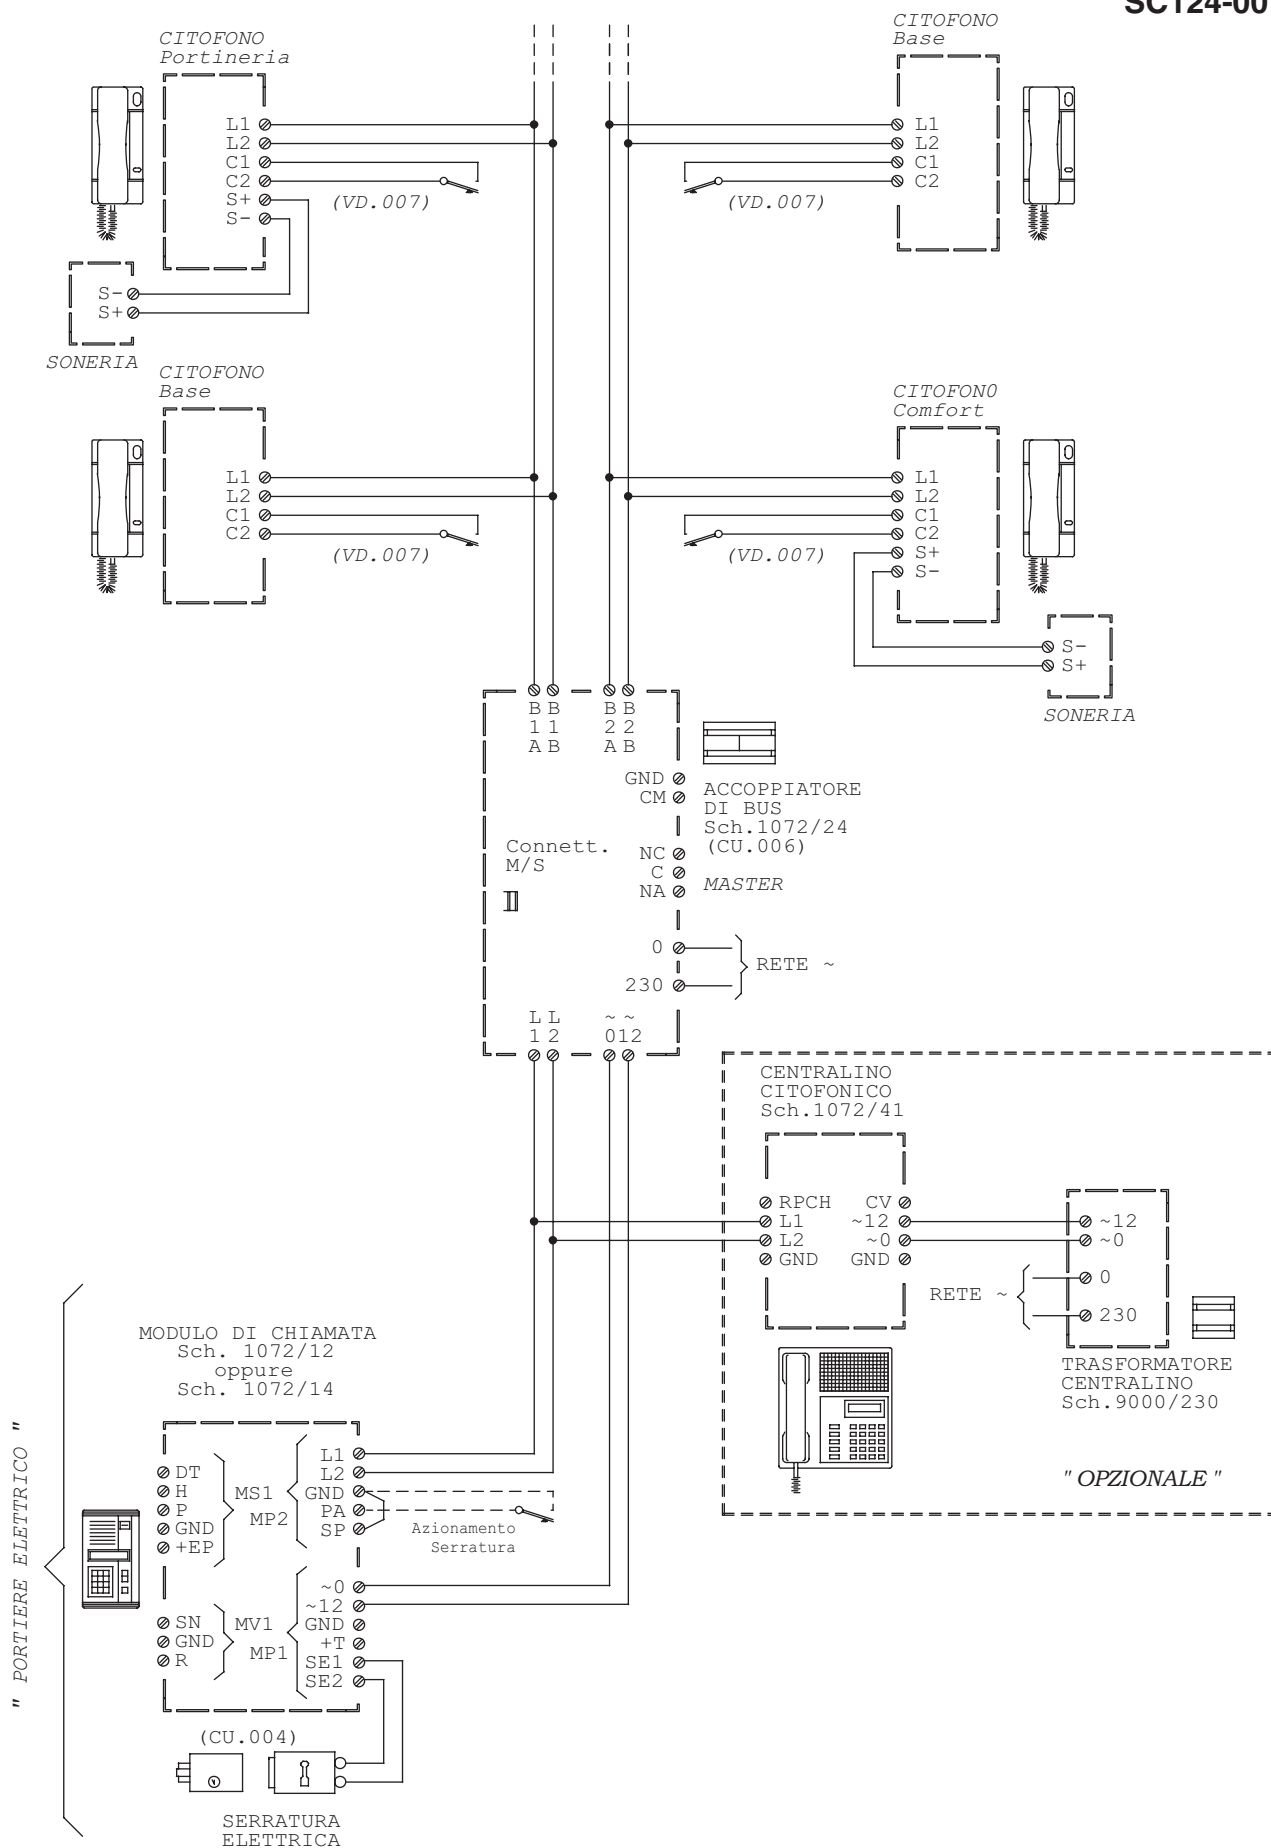 SC124-00
CITOFONO
Portineria
L1
L2
C1
C2
S+
S-
(VD.007)
S-
S+
SONERIA
CITOFONO
Base
L1
L2
C1
C2
(VD.007)
CITOFONO
Base
L1
L2
C1
C2
(VD.007)
CITOFON0
Comfort
L1
L2
C1
C2
S+
S-
(VD.007)
S-
S+
SONERIA
B B B B
1 1 2 2
A B A B
GND
CM
ACCOPPIATORE
DI BUS
Sch.1072/24
(CU.006)
MASTER
Connett.
M/S
NC
C
NA
0
230
RETE ~
L L ~ ~
1 2 0 12
CENTRALINO
CITOFONICO
Sch.1072/41
RPCH CV
L1 ~12
L2 ~0
GND GND
~12
~0
0
230
RETE ~
TRASFORMATORE
CENTRALINO
Sch.9000/230
" OPZIONALE "
" PORTIERE ELETTRICO "
MODULO DI CHIAMATA
Sch. 1072/12
oppure
Sch. 1072/14
DT
H
P
GND
+EP
MS1
MP2
L1
L2
GND
PA
SP
Azionamento
Serratura
SN
GND
R
MV1
MP1
~0
~12
GND
+T
SE1
SE2
(CU.004)
SERRATURA
ELETTRICA